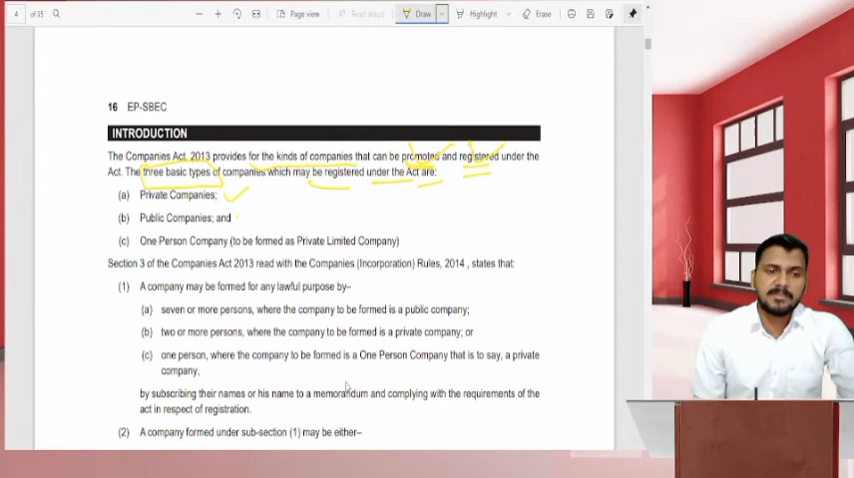 4 of 35 Page view Read aloud Draw Highlight Erase
16 EP-SBEC
INTRODUCTION
The Companies Act, 2013 provides for the kinds of companies that can be promoted and registered under the
Act. The three basic types of companies which may be registered under the Act are:
(a) Private Companies;
(b) Public Companies; and
(c) One Person Company (to be formed as Private Limited Company)
Section 3 of the Companies Act 2013 read with the Companies (Incorporation) Rules, 2014 , states that:
(1) A company may be formed for any lawful purpose by–
(a) seven or more persons, where the company to be formed is a public company;
(b) two or more persons, where the company to be formed is a private company; or
(c) one person, where the company to be formed is a One Person Company that is to say, a private
company,
by subscribing their names or his name to a memorandum and complying with the requirements of the
act in respect of registration.
(2) A company formed under sub-section (1) may be either–